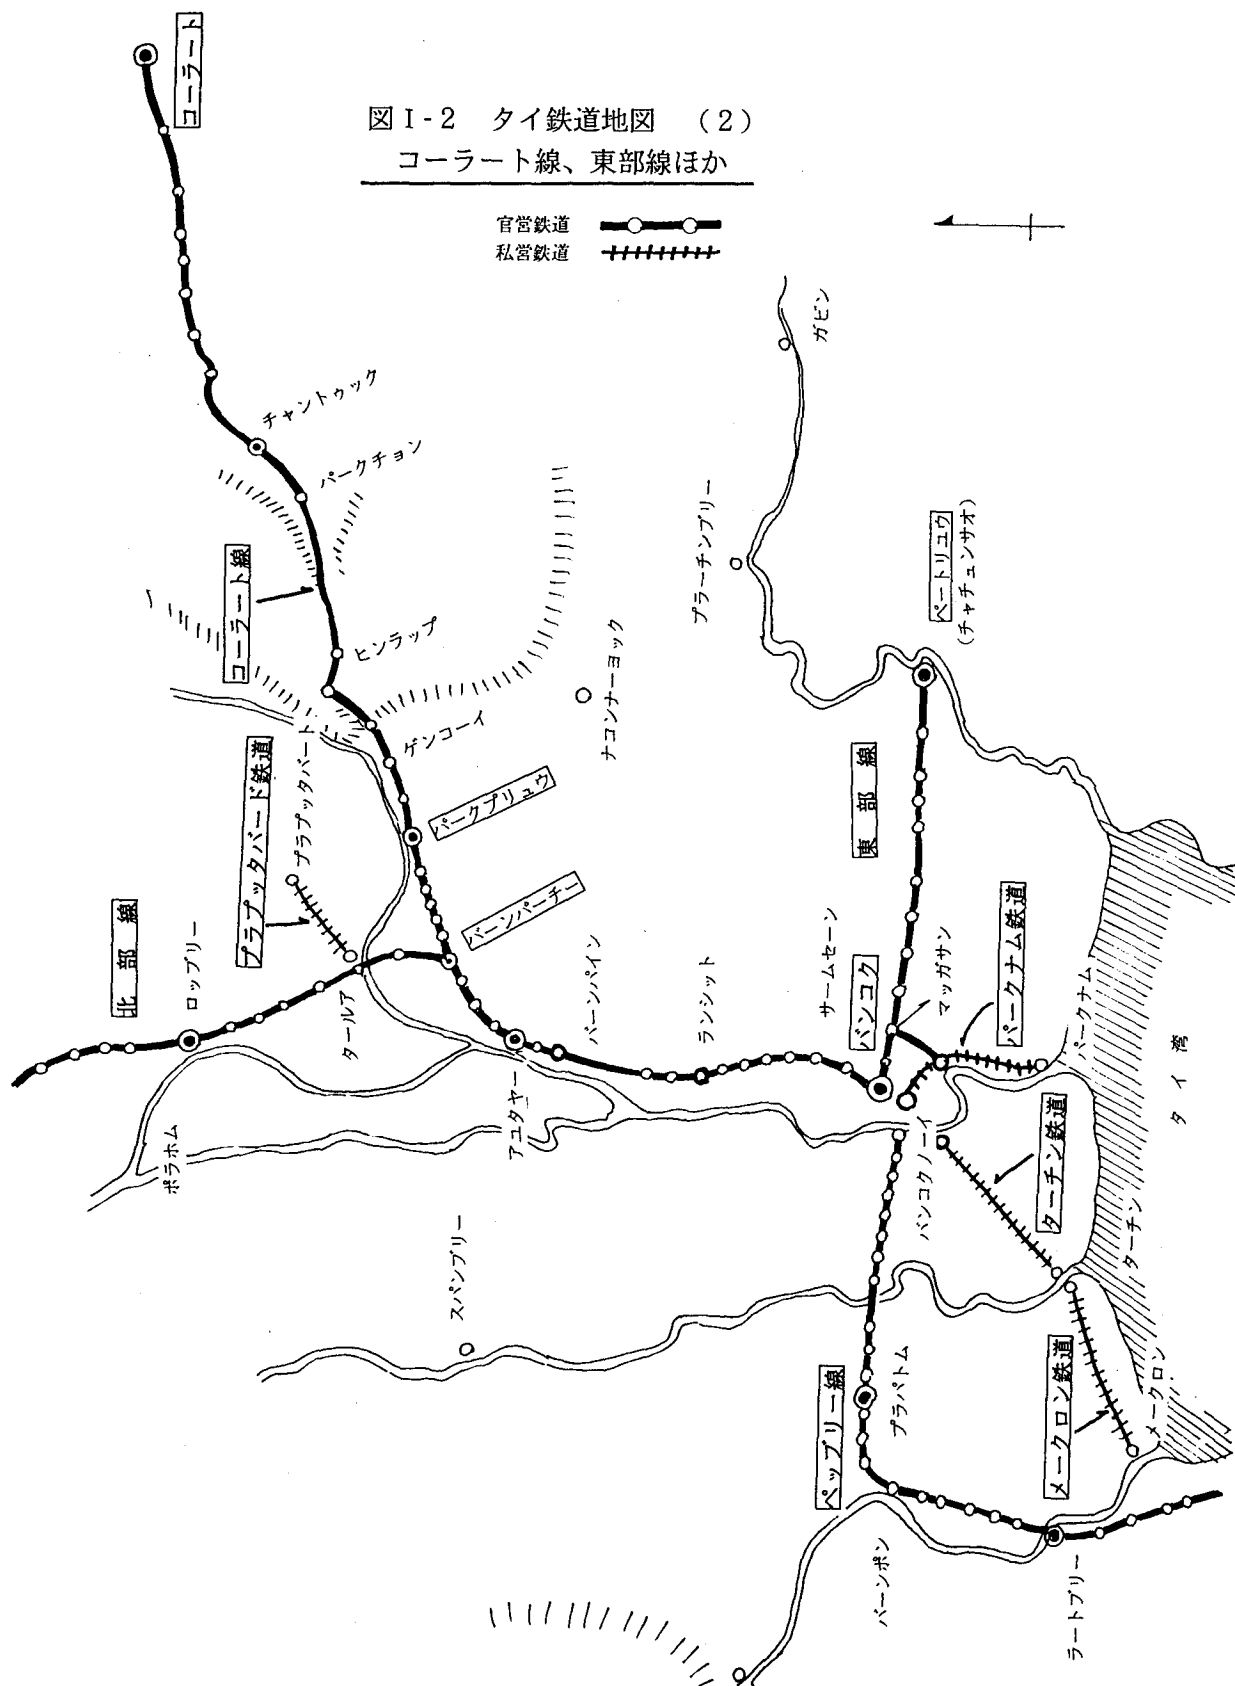 図Ⅰ-2　タイ鉄道地図　（2）
コーラート線、東部線ほか
官営鉄道
私営鉄道
コーラート
チャントゥック
パークチョン
コーラート線
ヒンラップ
ゲンコーイ
プラプッタバート
プラプッタバード鉄道
パークプリュウ
バーンパーチー
北部線
ロップリー
タールア
アユタヤー
バーンパイン
ランシット
サームセーン
バンコク
マッガサン
東部線
ペートリュウ
（チャチュンサオ）
プラーチンブリー
ガビン
ナコンナーヨック
パークナム鉄道
パークナム
タイ湾
ポラホム
スパンブリー
バンコクノーイ
ターチン鉄道
ターチン
メークロン鉄道
メークロン
ペップリー線
プラパトム
バーンポン
ラートブリー